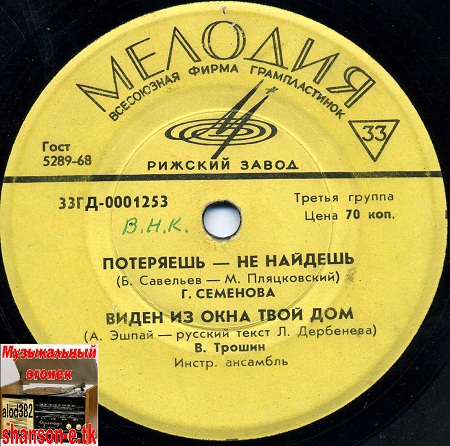 МЕЛОДИЯ
ВСЕСОЮЗНАЯ ФИРМА ГРАМПЛАСТИНОК
33
Гост
5289-68
РИЖСКИЙ ЗАВОД
33ГД-0001253
Третья группа
Цена 70 коп.
В.Н.К.
ПОТЕРЯЕШЬ — НЕ НАЙДЕШЬ
(Б. Савельев — М. Пляцковский)
Г. СЕМЕНОВА
ВИДЕН ИЗ ОКНА ТВОЙ ДОМ
(А. Эшпай — русский текст Л. Дербенева)
В. Трошин
Инстр. ансамбль
Музыкальный
огонек
alod382
shanson-e.tk